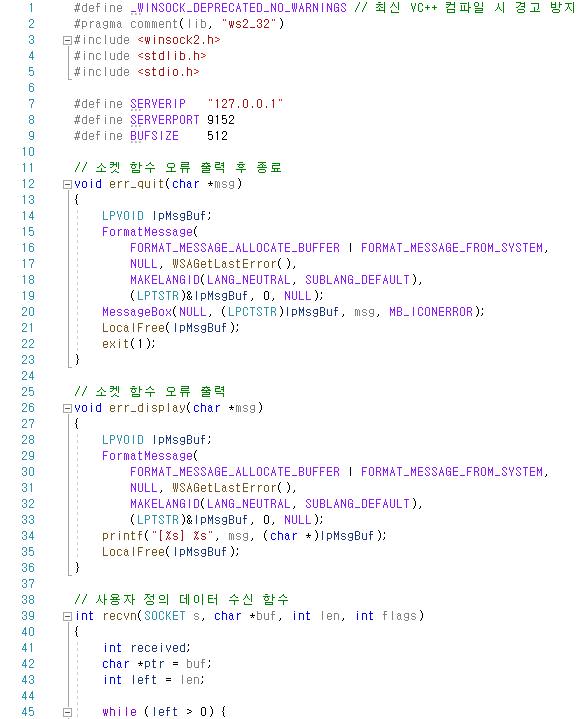 1 #define _WINSOCK_DEPRECATED_NO_WARNINGS // 최신 VC++ 컴파일 시 경고 방지
2 #pragma comment(lib, "ws2_32")
3 #include <winsock2.h>
4 #include <stdlib.h>
5 #include <stdio.h>
6
7 #define SERVERIP "127.0.0.1"
8 #define SERVERPORT 9152
9 #define BUFSIZE 512
10
11 // 소켓 함수 오류 출력 후 종료
12 void err_quit(char *msg)
13 {
14 LPVOID lpMsgBuf;
15 FormatMessage(
16 FORMAT_MESSAGE_ALLOCATE_BUFFER | FORMAT_MESSAGE_FROM_SYSTEM,
17 NULL, WSAGetLastError(),
18 MAKELANGID(LANG_NEUTRAL, SUBLANG_DEFAULT),
19 (LPTSTR)&lpMsgBuf, 0, NULL);
20 MessageBox(NULL, (LPCTSTR)lpMsgBuf, msg, MB_ICONERROR);
21 LocalFree(lpMsgBuf);
22 exit(1);
23 }
24
25 // 소켓 함수 오류 출력
26 void err_display(char *msg)
27 {
28 LPVOID lpMsgBuf;
29 FormatMessage(
30 FORMAT_MESSAGE_ALLOCATE_BUFFER | FORMAT_MESSAGE_FROM_SYSTEM,
31 NULL, WSAGetLastError(),
32 MAKELANGID(LANG_NEUTRAL, SUBLANG_DEFAULT),
33 (LPTSTR)&lpMsgBuf, 0, NULL);
34 printf("[%s] %s", msg, (char *)lpMsgBuf);
35 LocalFree(lpMsgBuf);
36 }
37
38 // 사용자 정의 데이터 수신 함수
39 int recvn(SOCKET s, char *buf, int len, int flags)
40 {
41 int received;
42 char *ptr = buf;
43 int left = len;
44
45 while (left > 0) {